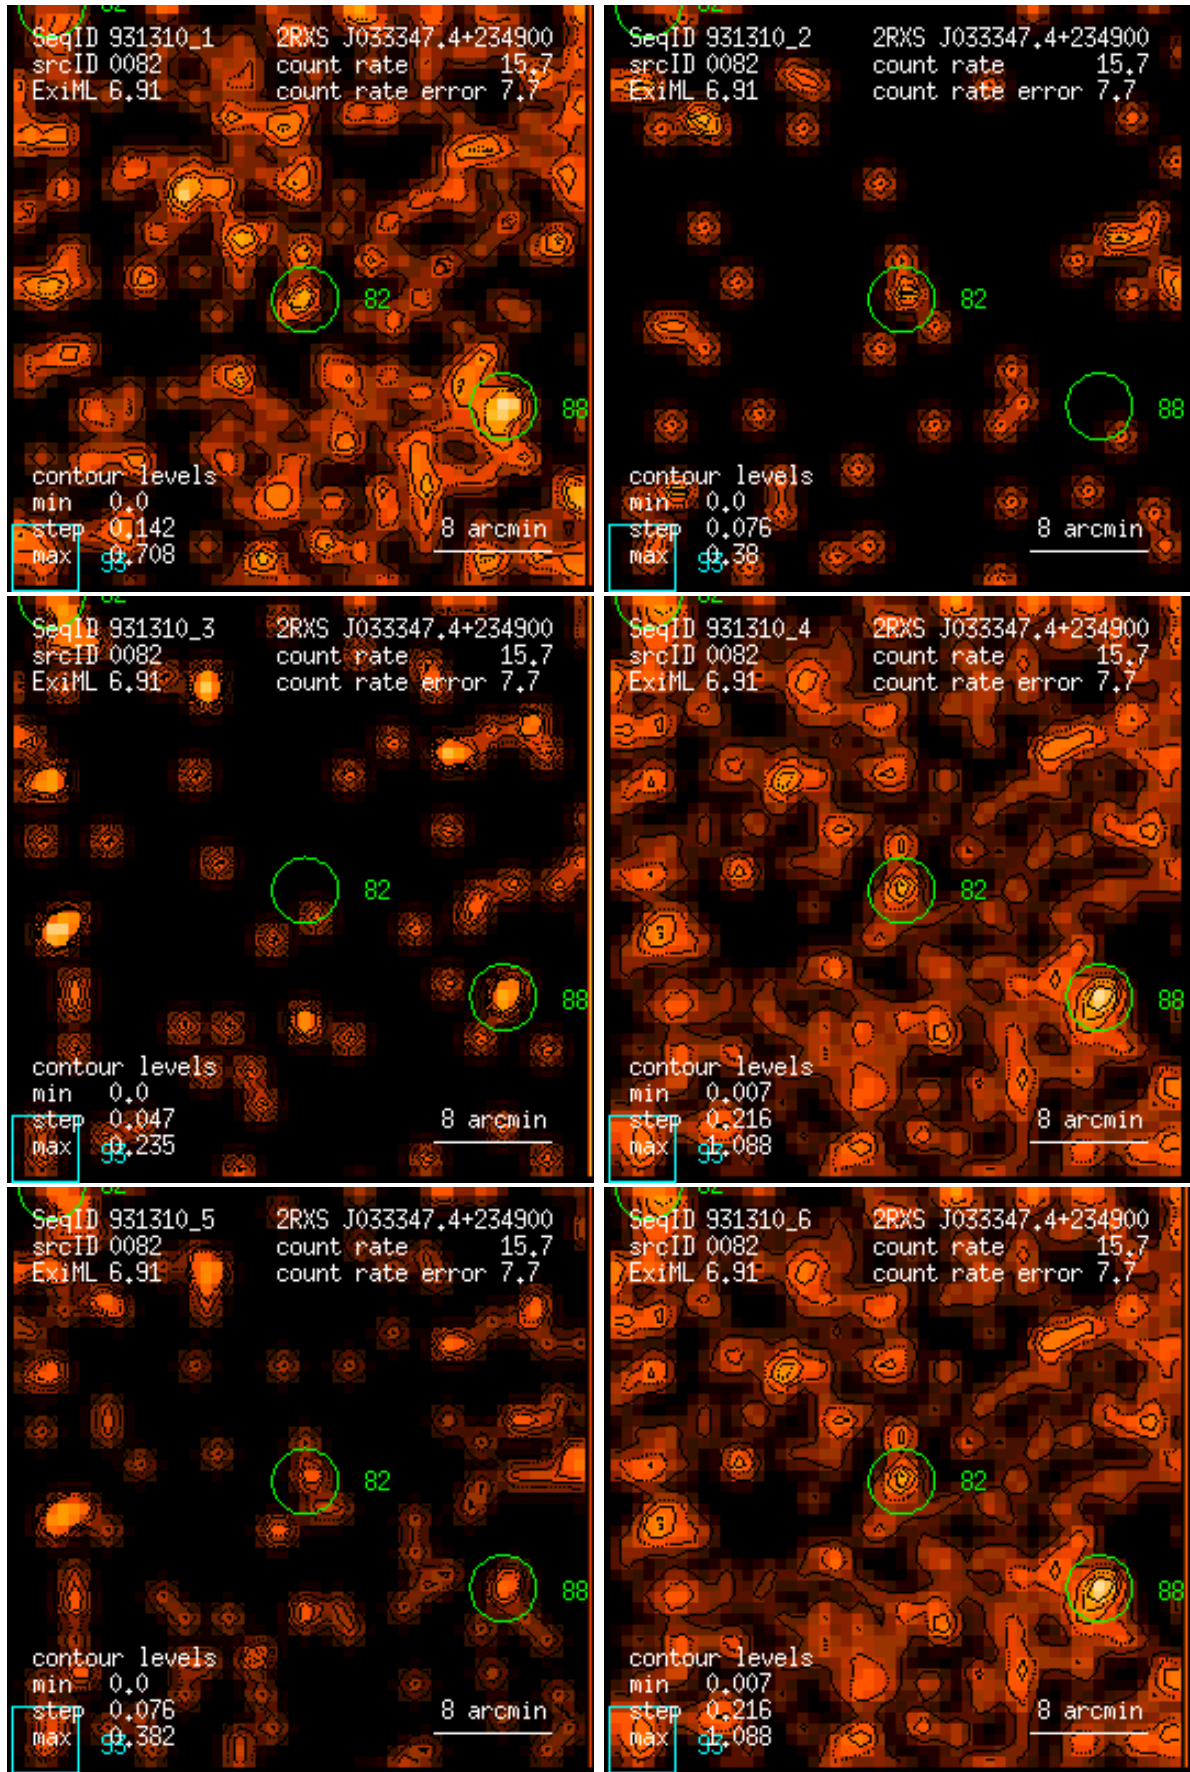 SeqID 931310_1 2RXS J033347.4+234900
srcID 0082 count rate 15.7
ExiML 6.91 count rate error 7.7
82
88
contour levels
min 0.0
step 0.142 8 arcmin
max 0.708
93
SeqID 931310_2 2RXS J033347.4+234900
srcID 0082 count rate 15.7
ExiML 6.91 count rate error 7.7
82
88
contour levels
min 0.0
step 0.076 8 arcmin
max 0.38
93
SeqID 931310_3 2RXS J033347.4+234900
srcID 0082 count rate 15.7
ExiML 6.91 count rate error 7.7
82
88
contour levels
min 0.0
step 0.047 8 arcmin
max 0.235
93
SeqID 931310_4 2RXS J033347.4+234900
srcID 0082 count rate 15.7
ExiML 6.91 count rate error 7.7
82
88
contour levels
min 0.007
step 0.216 8 arcmin
max 1.088
93
SeqID 931310_5 2RXS J033347.4+234900
srcID 0082 count rate 15.7
ExiML 6.91 count rate error 7.7
82
88
contour levels
min 0.0
step 0.076 8 arcmin
max 0.382
93
SeqID 931310_6 2RXS J033347.4+234900
srcID 0082 count rate 15.7
ExiML 6.91 count rate error 7.7
82
88
contour levels
min 0.007
step 0.216 8 arcmin
max 1.088
93